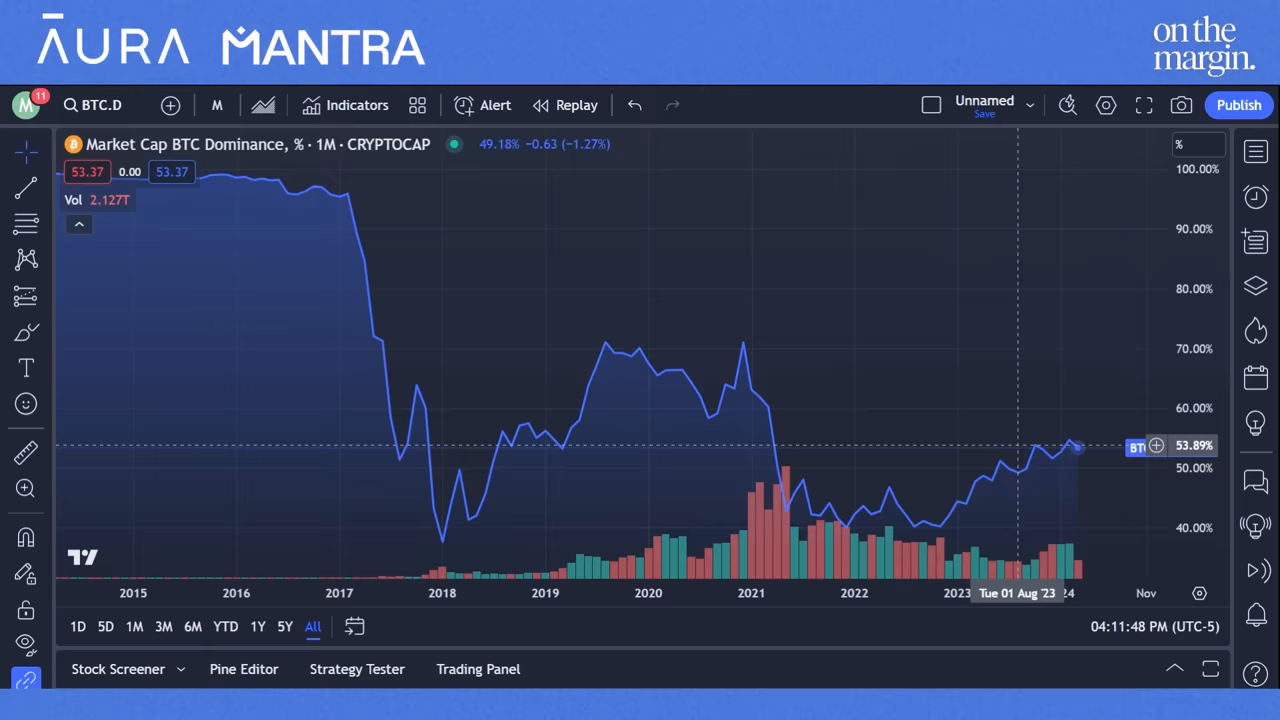 ĀURA MANTRA
on the
margin.
M 11 BTC.D M Indicators Alert Replay Unnamed Save Publish
Market Cap BTC Dominance, % · 1M · CRYPTOCAP 49.18% −0.63 (−1.27%) %
53.37 0.00 53.37
Vol 2.127T
100.00%
90.00%
80.00%
70.00%
60.00%
BTC 53.89%
50.00%
40.00%
2015 2016 2017 2018 2019 2020 2021 2022 2023 Tue 01 Aug '23 24 Nov
1D 5D 1M 3M 6M YTD 1Y 5Y All 04:11:48 PM (UTC-5)
Stock Screener Pine Editor Strategy Tester Trading Panel